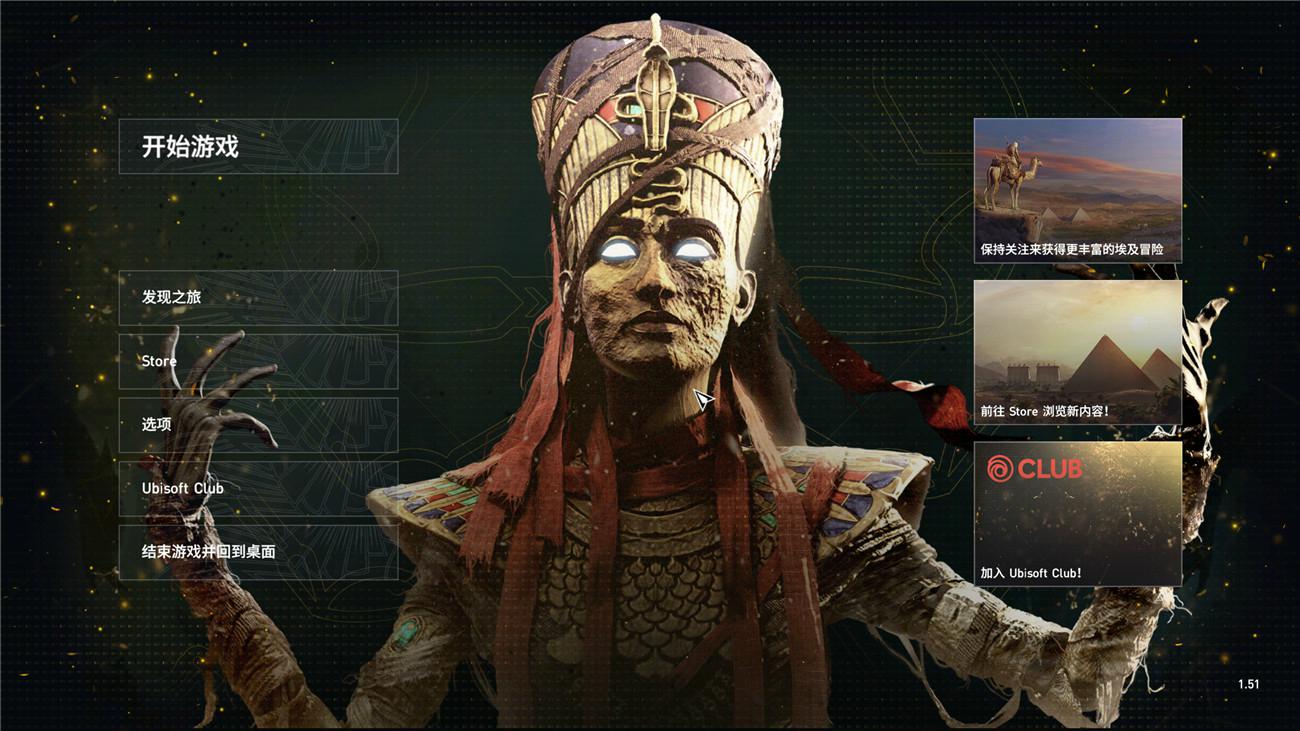 开始游戏
发现之旅
Store
选项
Ubisoft Club
结束游戏并回到桌面
保持关注来获得更丰富的埃及冒险
前往 Store 浏览新内容!
CLUB
加入 Ubisoft Club!
1.51